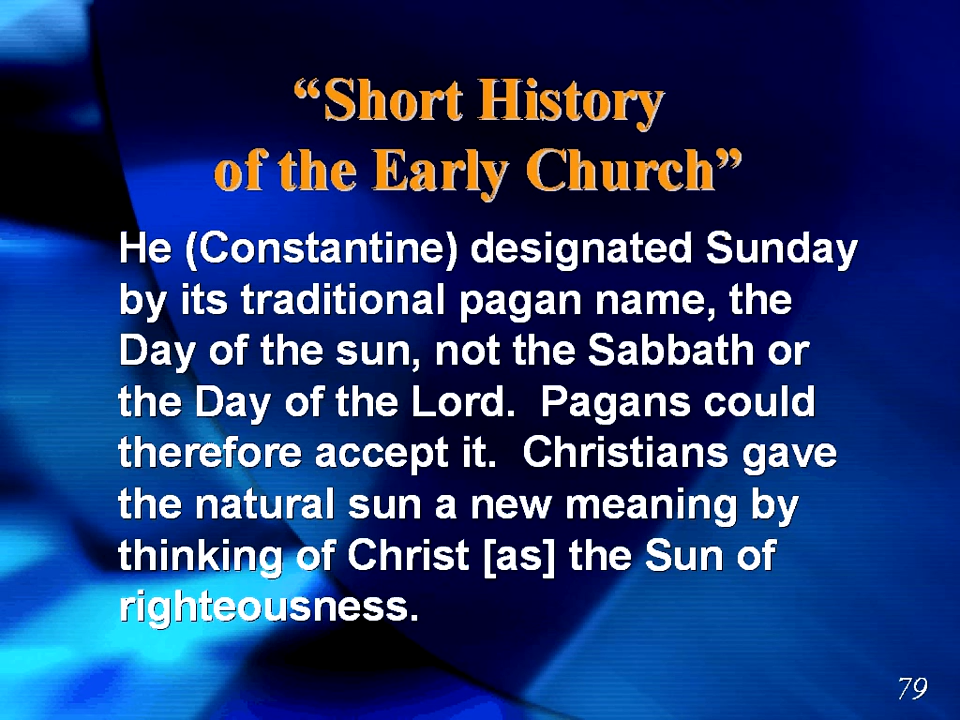 “Short History
of the Early Church”
He (Constantine) designated Sunday
by its traditional pagan name, the
Day of the sun, not the Sabbath or
the Day of the Lord.  Pagans could
therefore accept it.  Christians gave
the natural sun a new meaning by
thinking of Christ [as] the Sun of
righteousness.
79